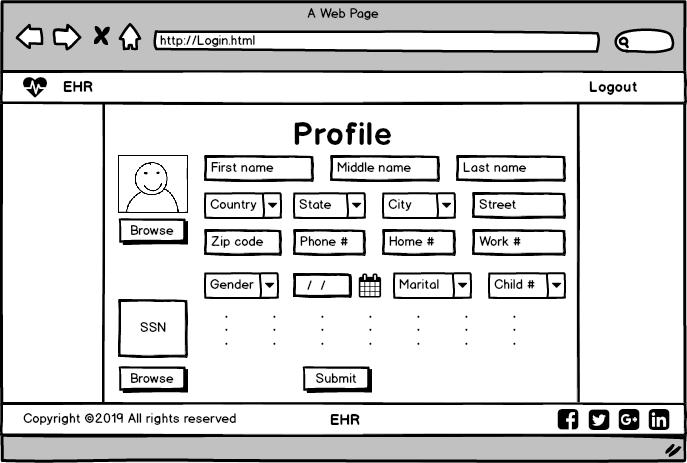 A Web Page
http://Login.html
EHR Logout
Profile
First name Middle name Last name
Country State City Street
Browse
Zip code Phone # Home # Work #
Gender / / Marital Child #
SSN
Browse Submit
Copyright ©2019 All rights reserved EHR f G+ in